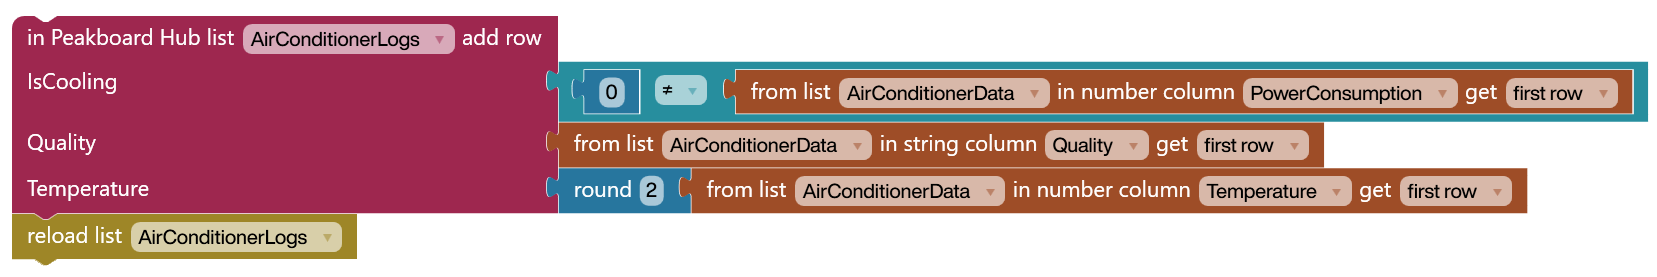 in Peakboard Hub list AirConditionerLogs add row
IsCooling 0 ≠ from list AirConditionerData in number column PowerConsumption get first row
Quality from list AirConditionerData in string column Quality get first row
Temperature round 2 from list AirConditionerData in number column Temperature get first row
reload list AirConditionerLogs